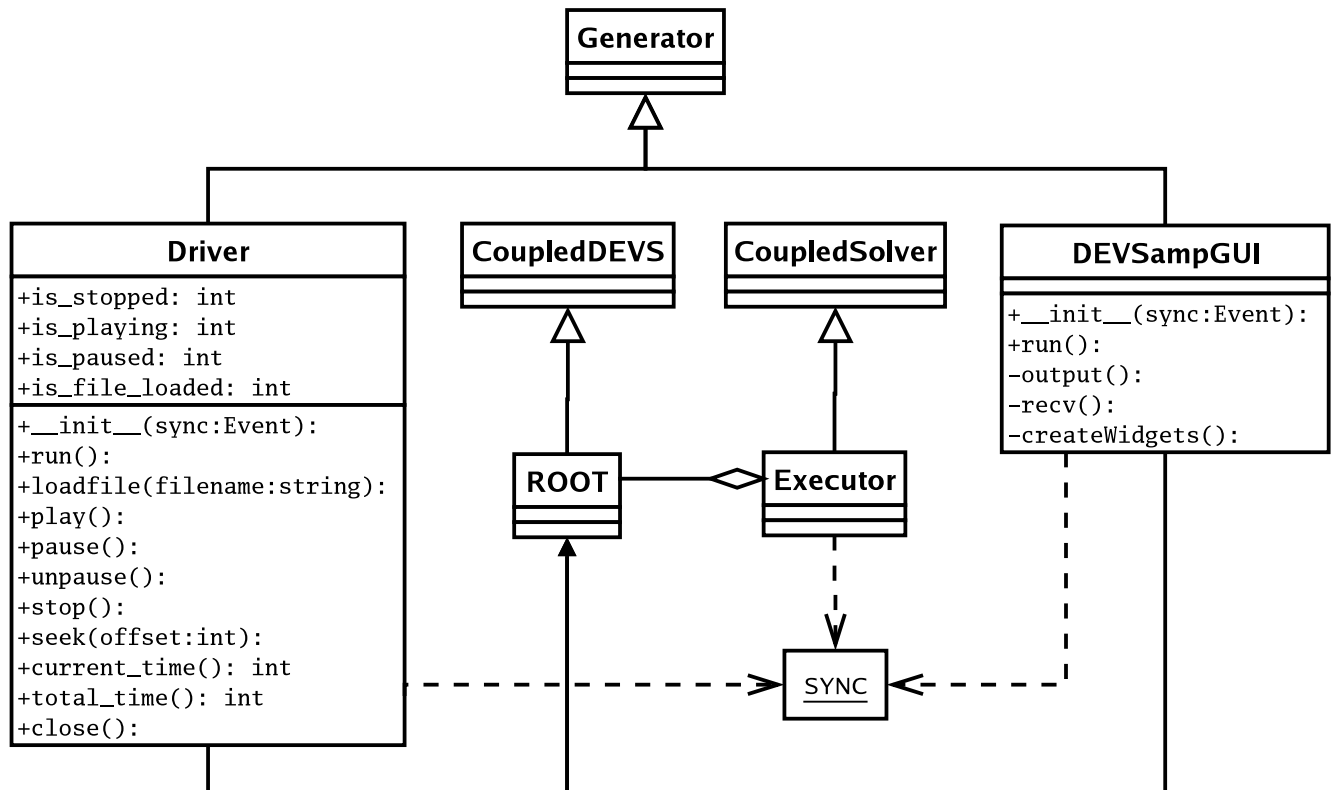 Generator
Driver
+is_stopped: int
+is_playing: int
+is_paused: int
+is_file_loaded: int
+__init__(sync:Event):
+run():
+loadfile(filename:string):
+play():
+pause():
+unpause():
+stop():
+seek(offset:int):
+current_time(): int
+total_time(): int
+close():
CoupledDEVS
CoupledSolver
DEVSampGUI
+__init__(sync:Event):
+run():
-output():
-recv():
-createWidgets():
ROOT
Executor
SYNC